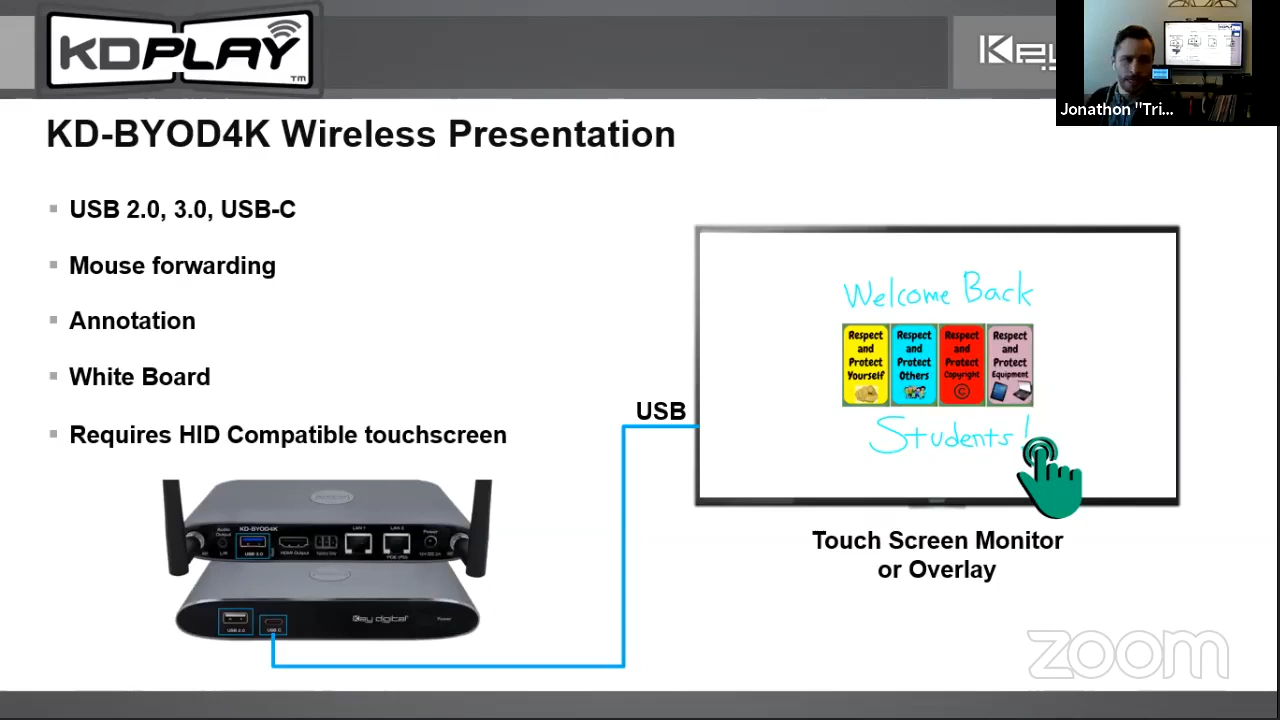 KDPLAY™
Key
Jonathon "Tri...
KD-BYOD4K Wireless Presentation
USB 2.0, 3.0, USB-C
Mouse forwarding
Annotation
White Board
Requires HID Compatible touchscreen
USB
Welcome Back
Respect and Protect Yourself
Respect and Protect Others
Respect and Protect Copyright ©
Respect and Protect Equipment
Students!
Touch Screen Monitor
or Overlay
KD-BYOD4K
Audio Output
L/R
USB 3.0
HDMI Output
LAN 1
LAN 2
Power
USB 2.0
USB C
Key digital
Power
zoom